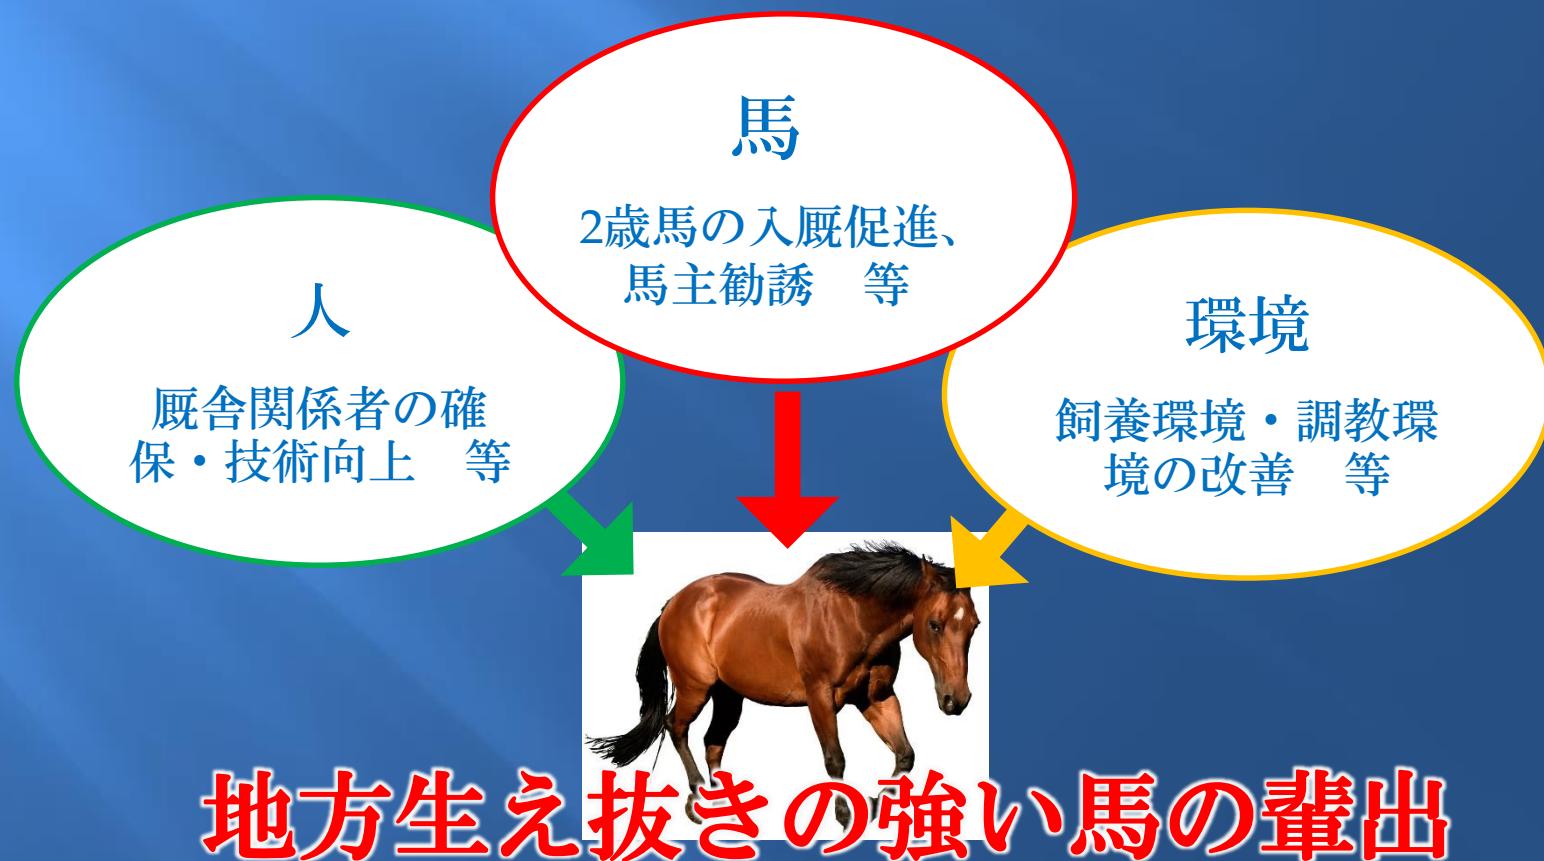 馬
2歳馬の入厩促進、
馬主勧誘　等
人
厩舎関係者の確
保・技術向上　等
環境
飼養環境・調教環
境の改善　等
地方生え抜きの強い馬の輩出